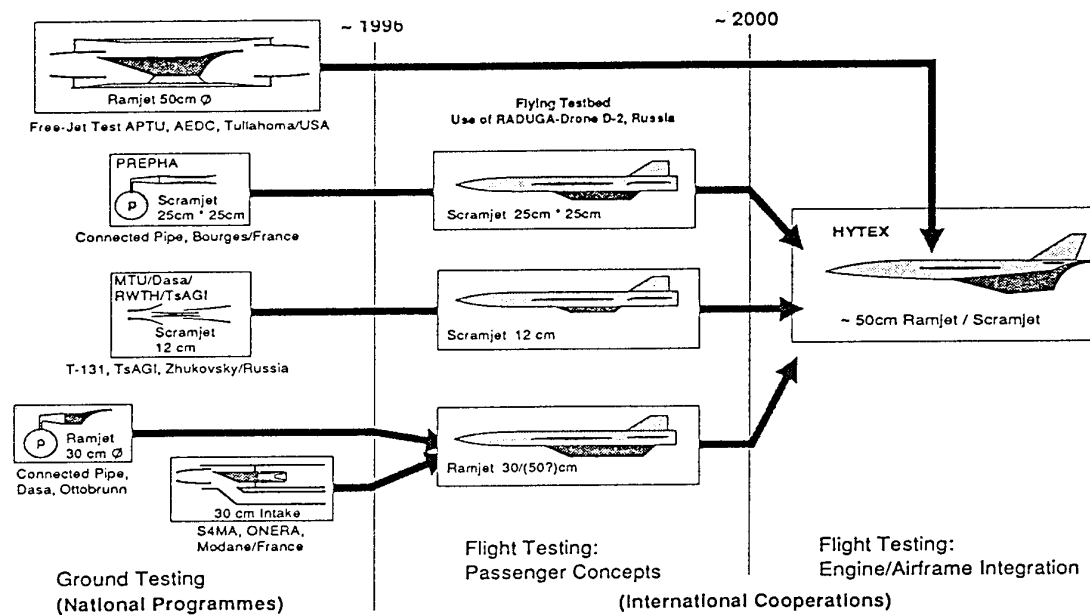 ~ 1996
~ 2000
Ramjet 50cm Ø
Free-Jet Test APTU, AEDC, Tullahoma/USA
Flying Testbed
Use of RADUGA-Drone D-2, Russia
PREPHA
p
Scramjet
25cm * 25cm
Connected Pipe, Bourges/France
Scramjet 25cm * 25cm
HYTEX
~ 50cm Ramjet / Scramjet
MTU/Dasa/
RWTH/TsAGI
Scramjet
12 cm
T-131, TsAGI, Zhukovsky/Russia
Scramjet 12 cm
p
Ramjet
30 cm Ø
Connected Pipe,
Dasa, Ottobrunn
30 cm Intake
S4MA, ONERA,
Modane/France
Ramjet 30/(50?)cm
Ground Testing
(National Programmes)
Flight Testing:
Passenger Concepts
Flight Testing:
Engine/Airframe Integration
(International Cooperations)